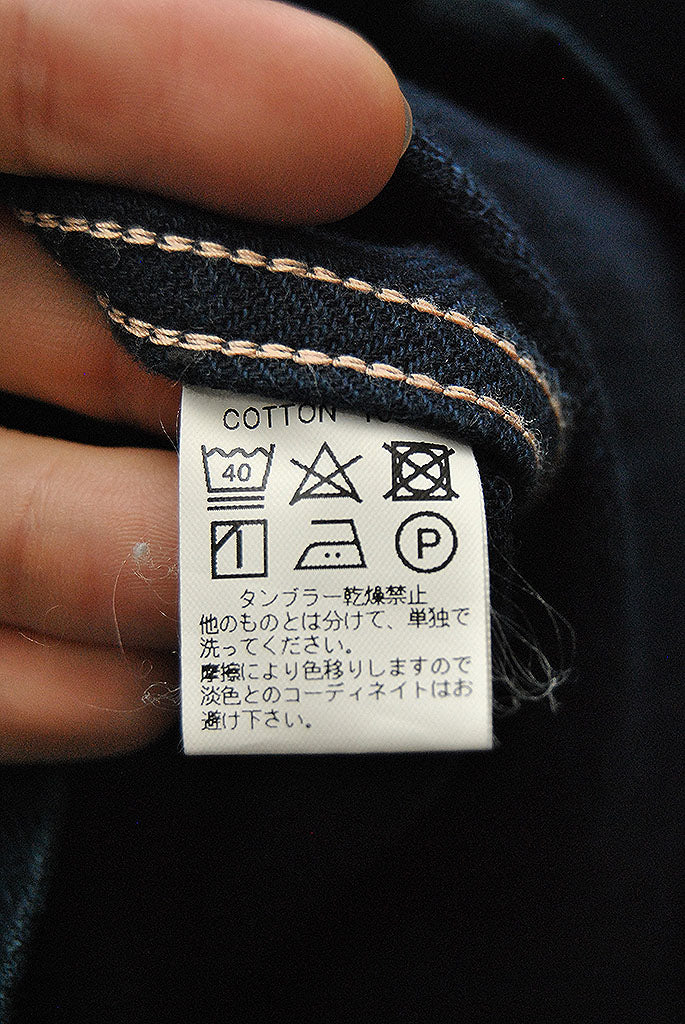 COTTON
40
P
タンブラー乾燥禁止
他のものとは分けて、単独で
洗ってください。
摩擦により色移りしますので
淡色とのコーディネイトはお
避け下さい。